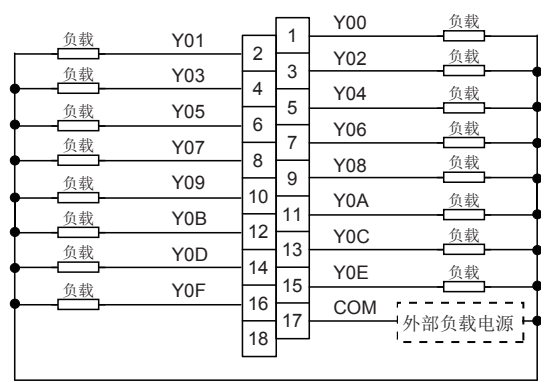 Y00 负载
负载 Y01 1
2 Y02 负载
负载 Y03 3
4 Y04 负载
负载 Y05 5
6 Y06 负载
负载 Y07 7
8 Y08 负载
负载 Y09 9
10 Y0A 负载
负载 Y0B 11
12 Y0C 负载
负载 Y0D 13
14 Y0E 负载
负载 Y0F 15
16 COM 外部负载电源
17
18